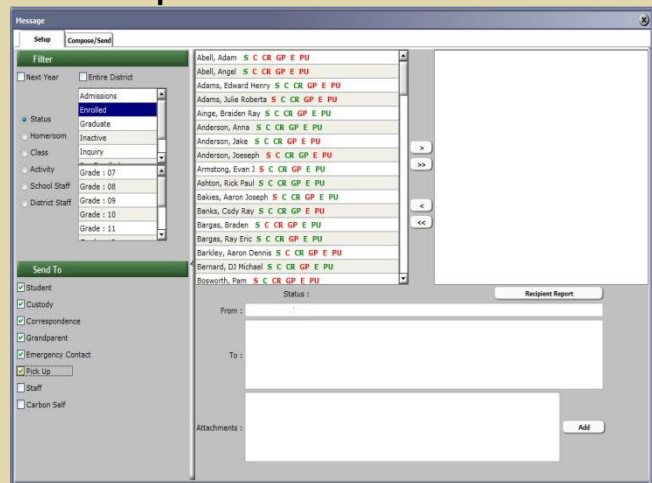 Message
Setup
Compose/Send
Filter
Next Year
Entire District
Status
Homeroom
Class
Activity
School Staff
District Staff
Admissions
Enrolled
Graduate
Inactive
Inquiry
Grade : 07
Grade : 08
Grade : 09
Grade : 10
Grade : 11
Send To
Student
Custody
Correspondence
Grandparent
Emergency Contact
Pick Up
Staff
Carbon Self
Abell, Adam S C CR GP E PU
Abell, Angel S C CR GP E PU
Adams, Edward Henry S C CR GP E PU
Adams, Julie Roberta S C CR GP E PU
Ainge, Braiden Ray S C CR GP E PU
Anderson, Anna S C CR GP E PU
Anderson, Jake S C CR GP E PU
Anderson, Joeseph S C CR GP E PU
Armstong, Evan J S C CR GP E PU
Ashton, Rick Paul S C CR GP E PU
Bakies, Aaron Joseph S C CR GP E PU
Banks, Cody Ray S C CR GP E PU
Bargas, Braden S C CR GP E PU
Bargas, Ray Eric S C CR GP E PU
Barkley, Aaron Dennis S C CR GP E PU
Bernard, DJ Michael S C CR GP E PU
Bosworth, Pam S C CR GP E PU
>
>>
<
<<
Status :
Recipient Report
From :
To :
Attachments :
Add